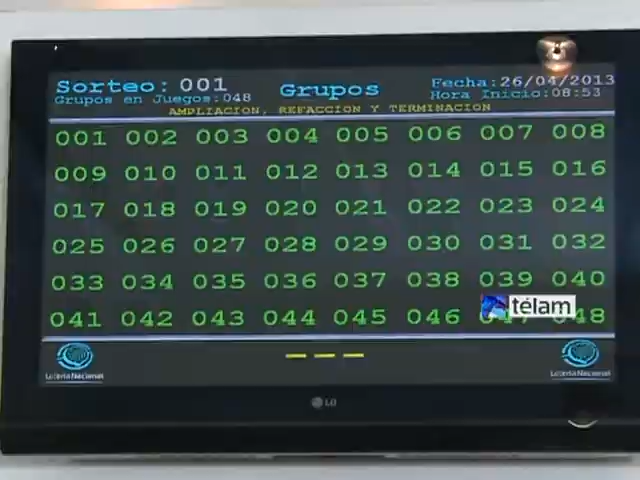 Sorteo: 001 Grupos Fecha:26/04/2013
Grupos en Juegos:048 Hora Inicio:08:53
AMPLIACION, REFACCION Y TERMINACION
001 002 003 004 005 006 007 008
009 010 011 012 013 014 015 016
017 018 019 020 021 022 023 024
025 026 027 028 029 030 031 032
033 034 035 036 037 038 039 040
041 042 043 044 045 046 047 048
télam
Lotería Nacional
Lotería Nacional
LG